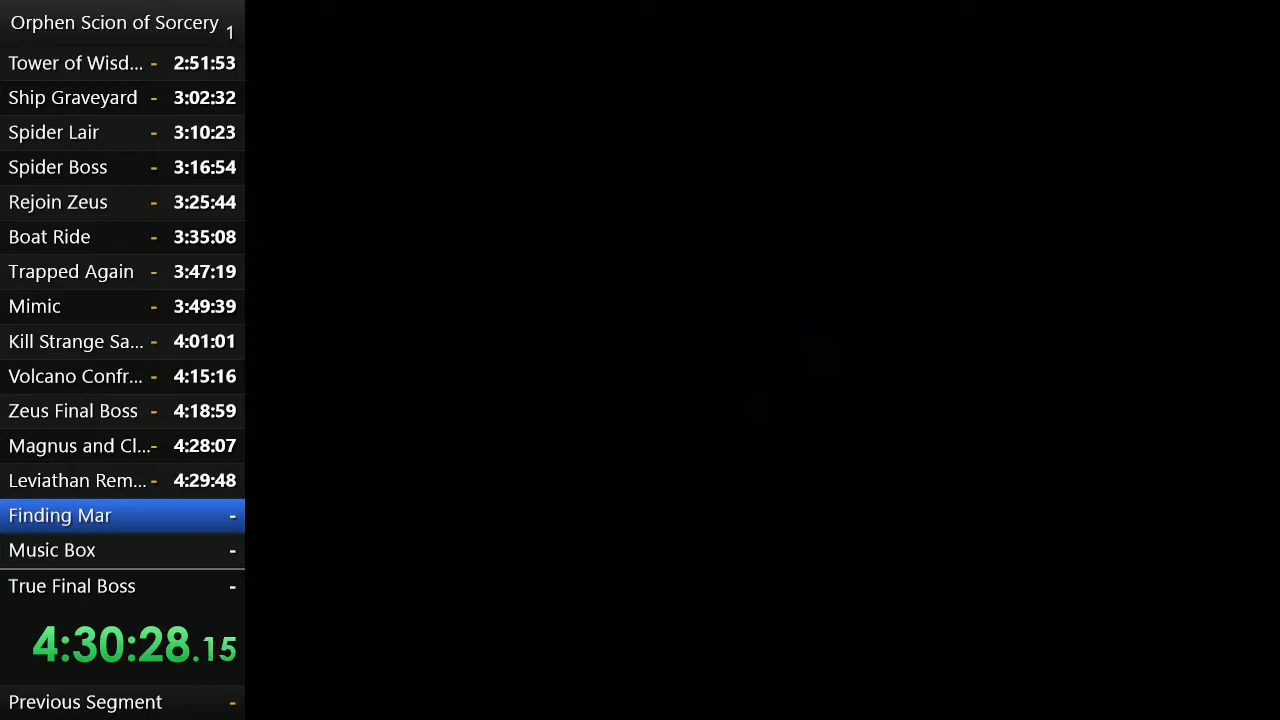 Orphen Scion of Sorcery 1
Tower of Wisd... - 2:51:53
Ship Graveyard - 3:02:32
Spider Lair - 3:10:23
Spider Boss - 3:16:54
Rejoin Zeus - 3:25:44
Boat Ride - 3:35:08
Trapped Again - 3:47:19
Mimic - 3:49:39
Kill Strange Sa... - 4:01:01
Volcano Confr... - 4:15:16
Zeus Final Boss - 4:18:59
Magnus and Cl... - 4:28:07
Leviathan Rem... - 4:29:48
Finding Mar -
Music Box -
True Final Boss -
4:30:28.15
Previous Segment -